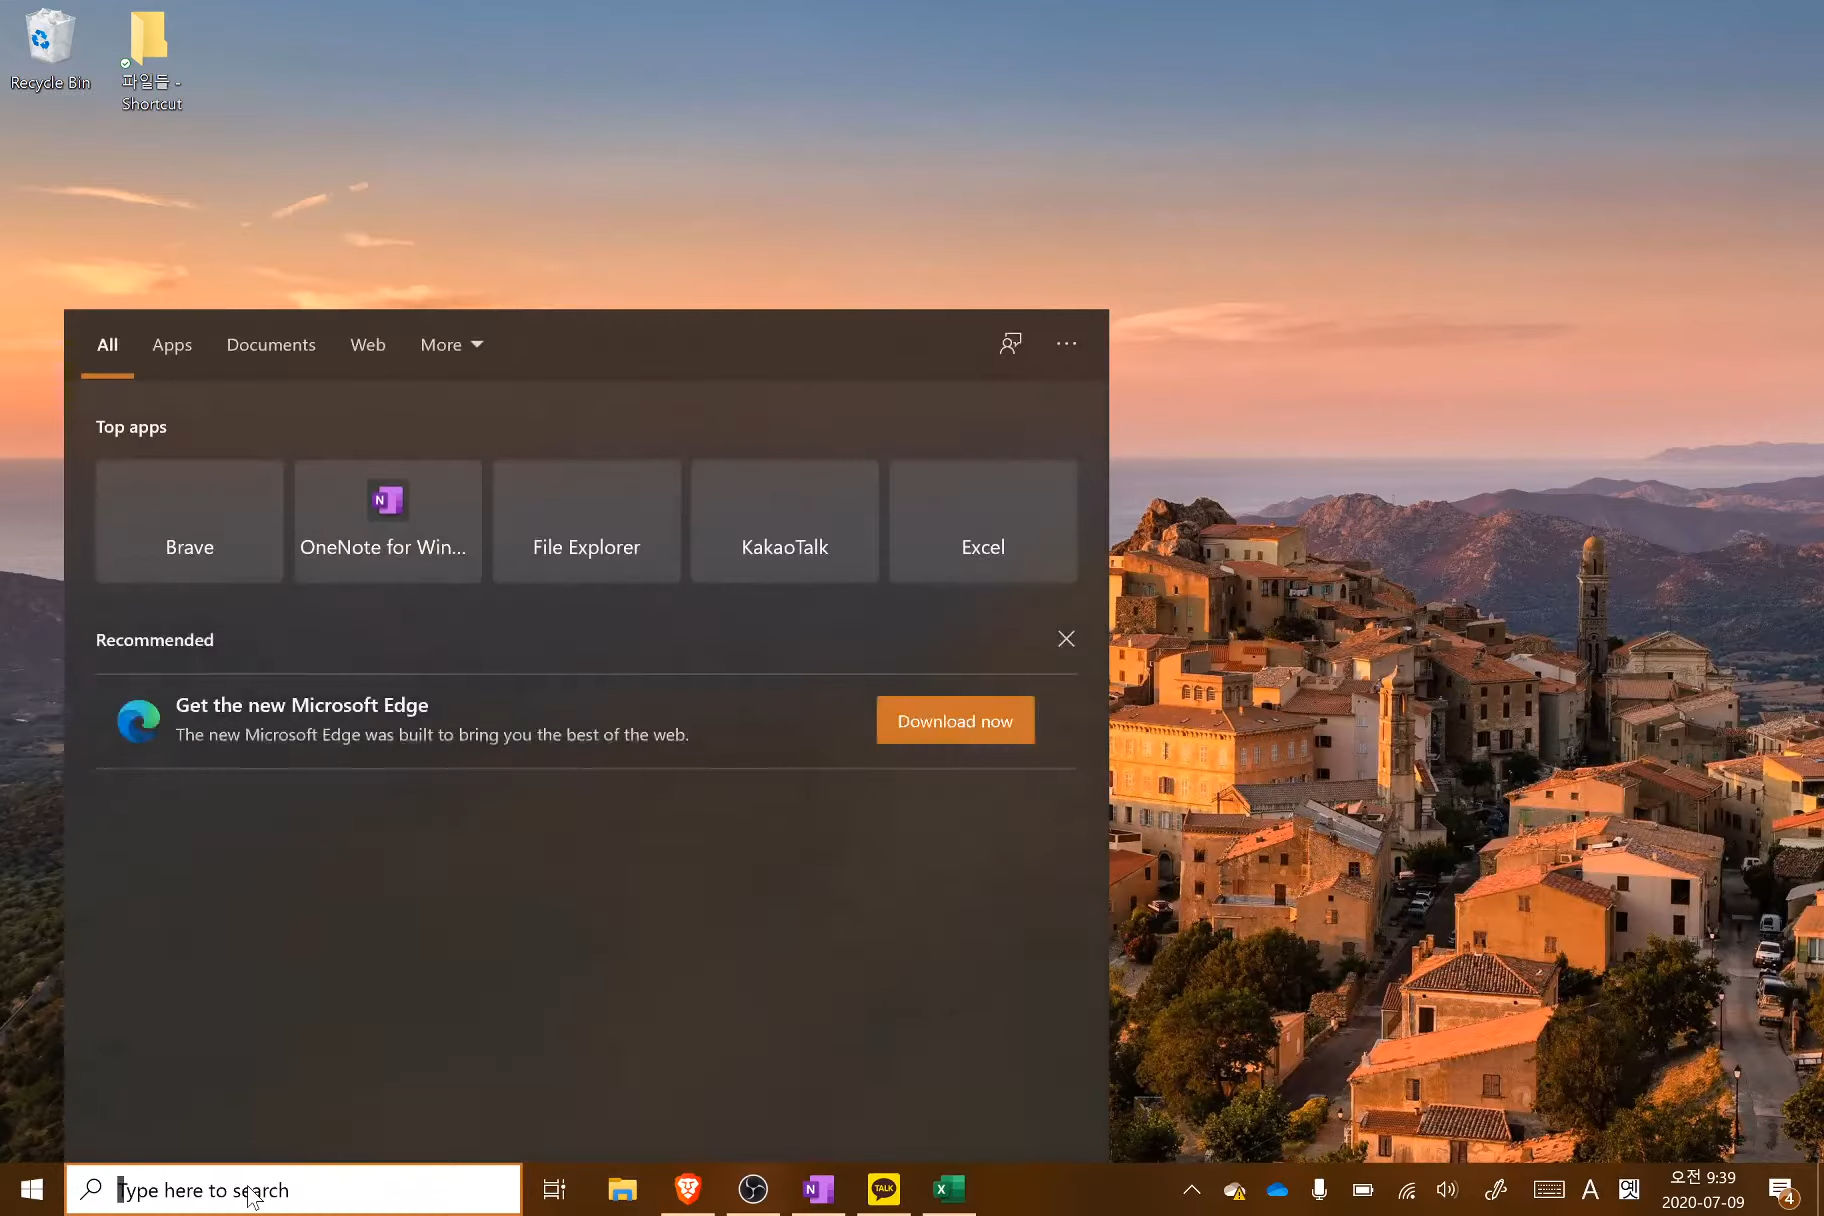 Recycle Bin
파일들 -
Shortcut
All
Apps
Documents
Web
More
Top apps
N
Brave
OneNote for Win...
File Explorer
KakaoTalk
Excel
Recommended
Get the new Microsoft Edge
The new Microsoft Edge was built to bring you the best of the web.
Download now
Type here to search
N
TALK
X
A
오전 9:39
2020-07-09
4